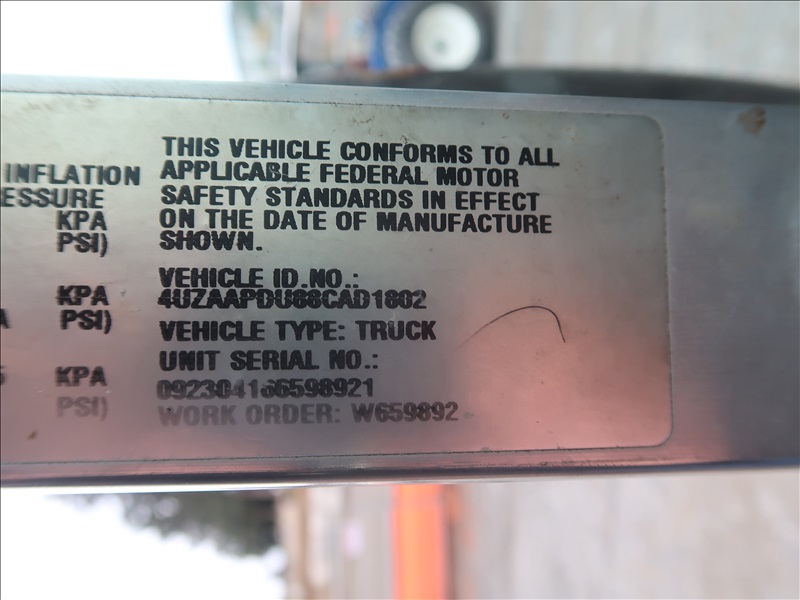 THIS VEHICLE CONFORMS TO ALL
INFLATION APPLICABLE FEDERAL MOTOR
ESSURE SAFETY STANDARDS IN EFFECT
KPA ON THE DATE OF MANUFACTURE
PSI) SHOWN.
VEHICLE ID.NO.:
KPA 4UZAAPDU88CAD1802
PSI) VEHICLE TYPE: TRUCK
UNIT SERIAL NO.:
KPA 092304166598921
PSI) WORK ORDER: W659892